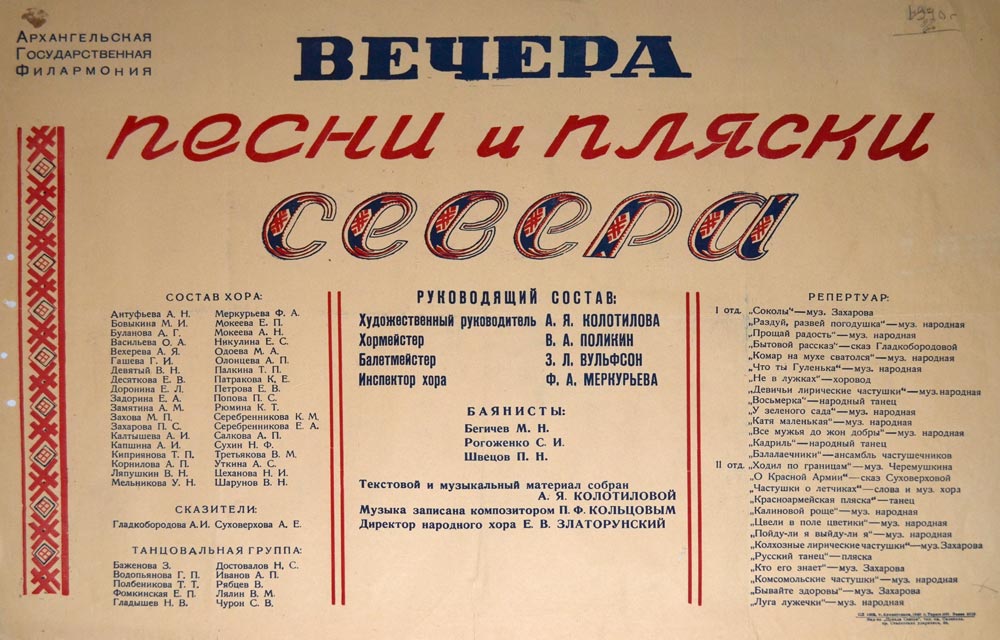 Архангельская
Государственная
Филармония
1940 г.
ВЕЧЕРА
песни и пляски
севера
СОСТАВ ХОРА:
Антуфьева А. Н. Меркурьева Ф. А.
Бовыкина М. И. Мокеева Е. П.
Буланова А. Г. Мокеева А. Н.
Васильева О. А. Никулина Е. С.
Вехерева А. Я. Одоева М. А.
Гашева Г. И. Олонцева А. П.
Девятый В. Н. Палкина Т. П.
Десяткова Е. В. Патракова К. Е.
Доронина Е. Л. Петрова Е. В.
Задорина Е. А. Попова П. С.
Замятина А. М. Рюмина К. Т.
Захова М. П. Серебренникова К. М.
Захарова П. С. Серебренникова Е. А.
Калтышева А. И. Салкова А. П.
Капшина А. И. Сухин Н. Ф.
Киприянова Т. П. Третьякова В. М.
Корнилова А. П. Уткина А. С.
Ляпушкин В. Н. Цеханова Н. И.
Мельникова У. Н. Шарунов В. Н.
СКАЗИТЕЛИ:
Гладкобородова А.И. Суховерхова А. Е.
ТАНЦОВАЛЬНАЯ ГРУППА:
Баженова З. Достовалов Н. С.
Водопьянова Г. П. Иванов А. П.
Полбеникова Т. Т. Рябцев В.
Фомкинская Е. П. Лялин В. М.
Гладышев Н. В. Чурон С. В.
РУКОВОДЯЩИЙ СОСТАВ:
Художественный руководитель А. Я. КОЛОТИЛОВА
Хормейстер В. А. ПОЛИКИН
Балетмейстер З. Л. ВУЛЬФСОН
Инспектор хора Ф. А. МЕРКУРЬЕВА
БАЯНИСТЫ:
Бегичев М. Н.
Рогоженко С. И.
Швецов П. Н.
Текстовой и музыкальный материал собран
А. Я. КОЛОТИЛОВОЙ
Музыка записана композитором П. Ф. КОЛЬЦОВЫМ
Директор народного хора Е. В. ЗЛАТОРУНСКИЙ
РЕПЕРТУАР:
I отд. „Соколы“—муз. Захарова
„Раздуй, развей погодушка“—муз. народная
„Прощай радость“—муз. народная
„Бытовой рассказ“—сказ Гладкобородовой
„Комар на мухе сватолся“—муз. народная
„Что ты Гуленька“—муз. народная
„Не в лужках“—хоровод
„Девичьи лирические частушки“—муз. народная
„Восьмерка“—народный танец
„У зеленого сада“—муз. народная
„Катя маленькая“—муз. народная
„Все мужья до жон добры“—муз. народная
„Кадриль“—народный танец
„Балалаечники“—ансамбль частушечников
II отд. „Ходил по границам“—муз. Черемушкина
„О Красной Армии“—сказ Суховерховой
„Частушки о летчиках“—слова и муз. хора
„Красноармейская пляска“—танец
„Калиновой роще“—муз. народная
„Цвели в поле цветики“—муз. народная
„Пойду-ли я выйду-ли я“—муз. народная
„Колхозные лирические частушки“—муз. Захарова
„Русский танец“—пляска
„Кто его знает“—муз. Захарова
„Комсомольские частушки“—муз. народная
„Бывайте здоровы“—муз. Захарова
„Луга лужечки“—муз. народная